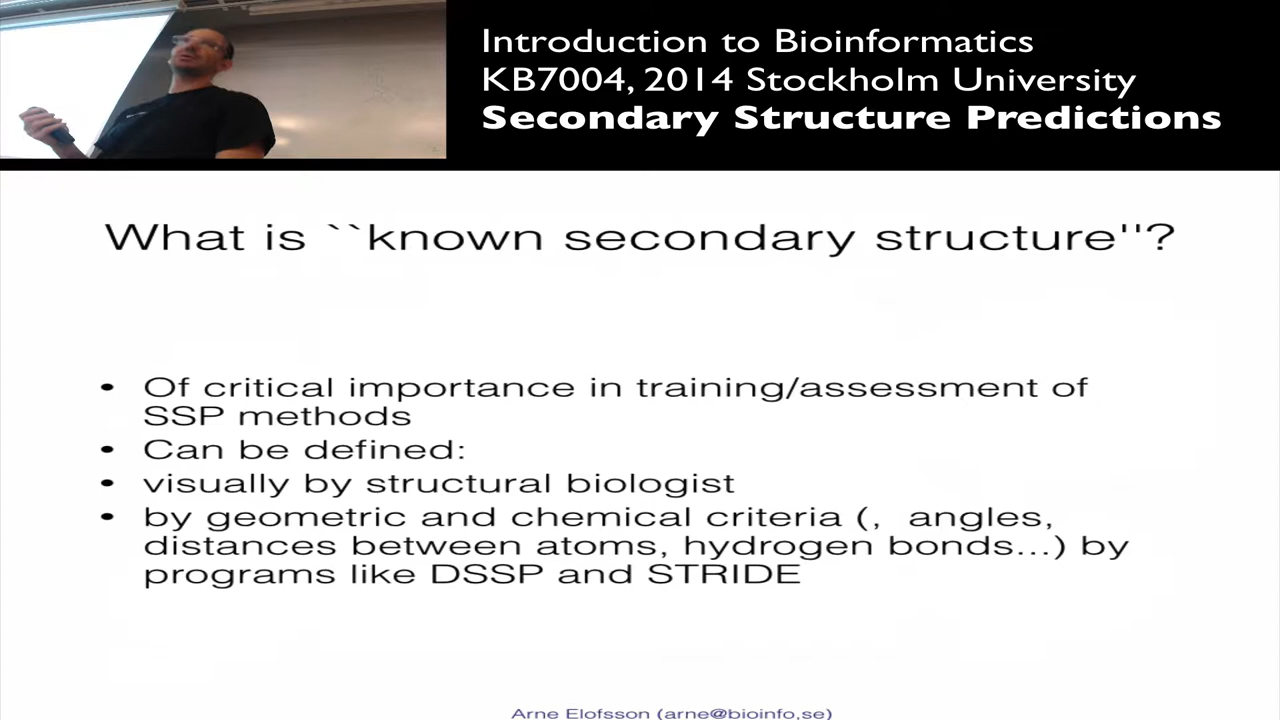 Introduction to Bioinformatics
KB7004, 2014 Stockholm University
Secondary Structure Predictions
What is ``known secondary structure''?
• Of critical importance in training/assessment of
SSP methods
• Can be defined:
• visually by structural biologist
• by geometric and chemical criteria (, angles,
distances between atoms, hydrogen bonds...) by
programs like DSSP and STRIDE
Arne Elofsson (arne@bioinfo.se)